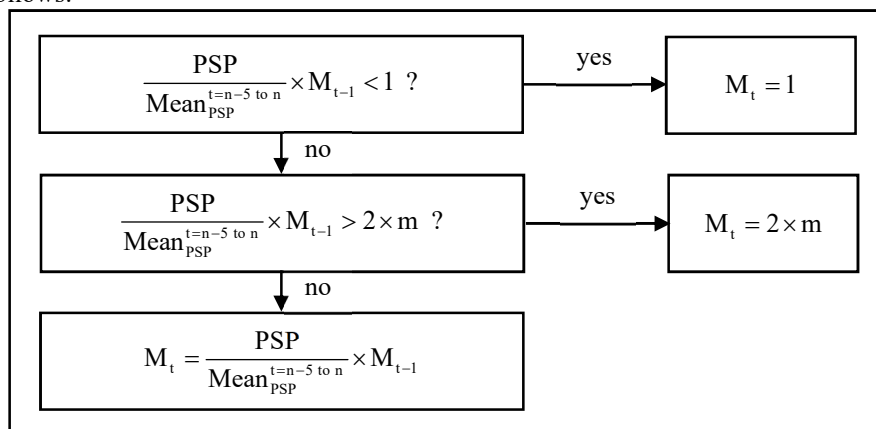 PSP / Mean_PSP^{t=n−5 to n} × M_{t−1} < 1 ?
yes
M_t = 1
no
PSP / Mean_PSP^{t=n−5 to n} × M_{t−1} > 2 × m ?
yes
M_t = 2 × m
no
M_t = PSP / Mean_PSP^{t=n−5 to n} × M_{t−1}